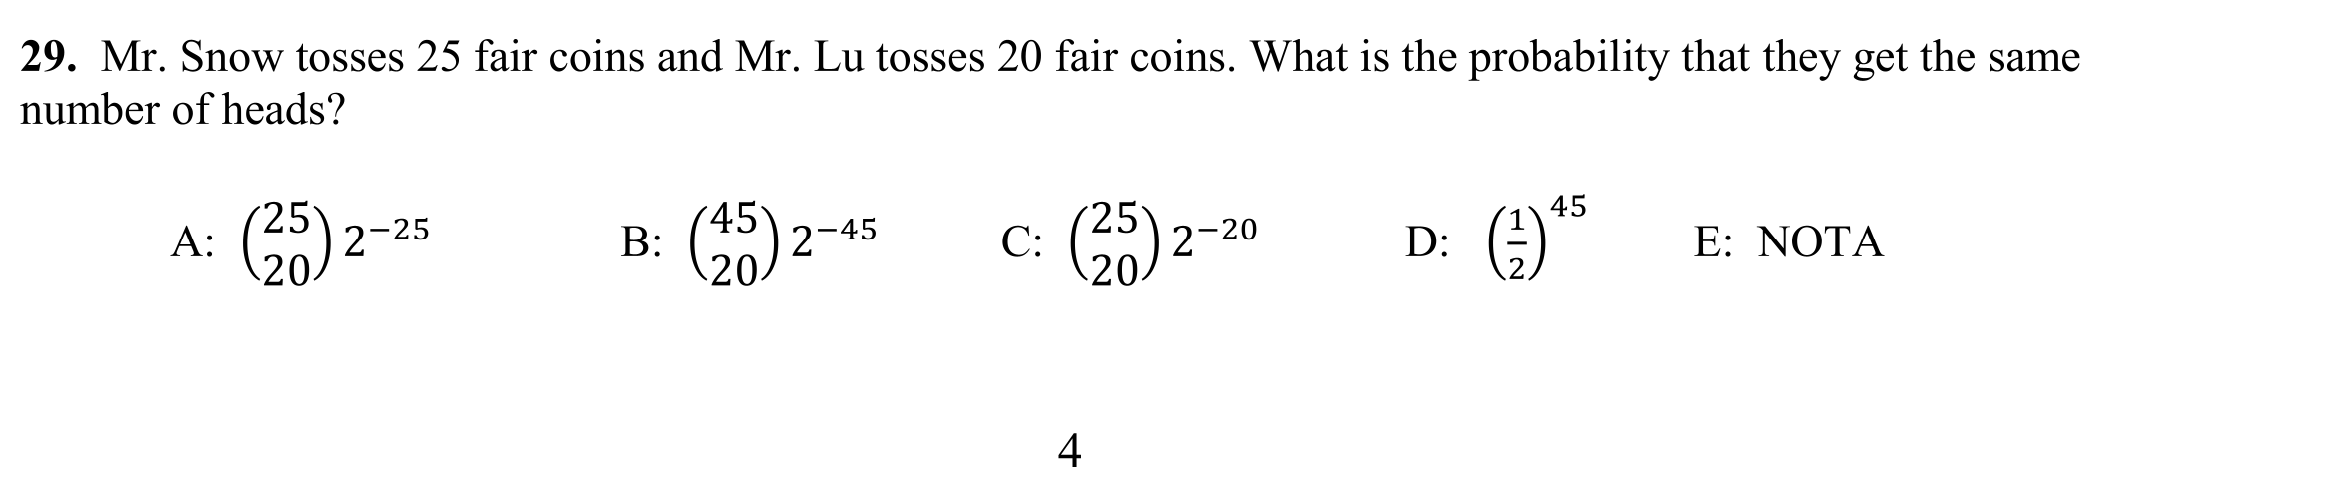 29. Mr. Snow tosses 25 fair coins and Mr. Lu tosses 20 fair coins. What is the probability that they get the same
number of heads?
A: $\binom{25}{20} 2^{-25}$ B: $\binom{45}{20} 2^{-45}$ C: $\binom{25}{20} 2^{-20}$ D: $\left(\frac{1}{2}\right)^{45}$ E: NOTA
4